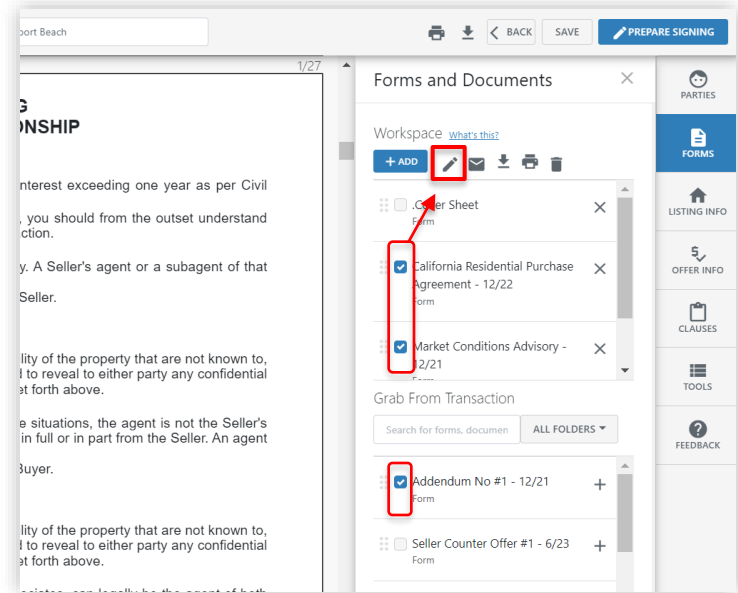 port Beach
BACK
SAVE
PREPARE SIGNING
1/27
NSHIP
nterest exceeding one year as per Civil
, you should from the outset understand
ction.
y. A Seller's agent or a subagent of that
Seller.
lity of the property that are not known to,
d to reveal to either party any confidential
et forth above.
e situations, the agent is not the Seller's
in full or in part from the Seller. An agent
Buyer.
lity of the property that are not known to,
d to reveal to either party any confidential
et forth above.
Forms and Documents
Workspace What's this?
+ ADD
Sheet
Form
California Residential Purchase
Agreement - 12/22
Form
Market Conditions Advisory -
12/21
Form
Grab From Transaction
Search for forms, documen
ALL FOLDERS
Addendum No #1 - 12/21
Form
Seller Counter Offer #1 - 6/23
Form
PARTIES
FORMS
LISTING INFO
OFFER INFO
CLAUSES
TOOLS
FEEDBACK